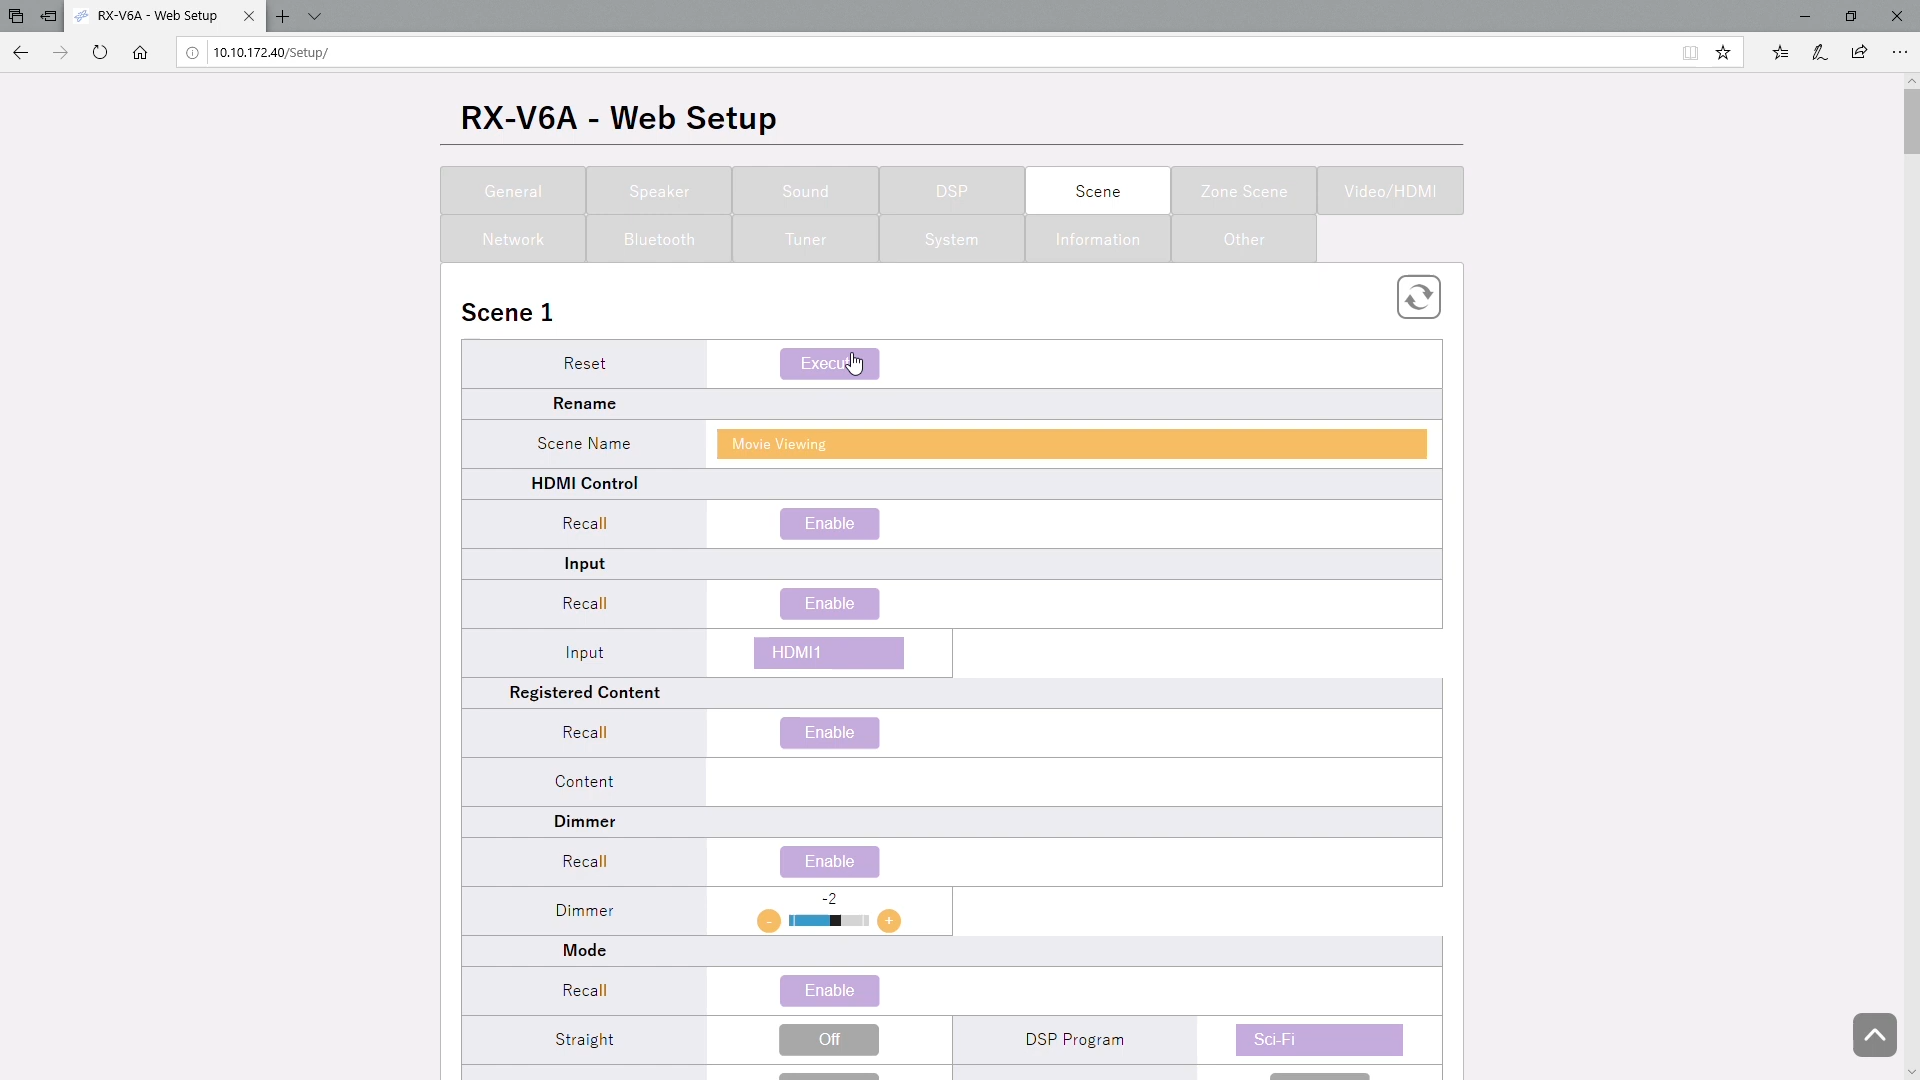 RX-V6A - Web Setup
10.10.172.40/Setup/
RX-V6A - Web Setup
General Speaker Sound DSP Scene Zone Scene Video/HDMI
Network Bluetooth Tuner System Information Other
Scene 1
Reset Execut
Rename
Scene Name Movie Viewing
HDMI Control
Recall Enable
Input
Recall Enable
Input HDMI1
Registered Content
Recall Enable
Content
Dimmer
Recall Enable
-2
Dimmer - +
Mode
Recall Enable
Straight Off DSP Program Sci-Fi